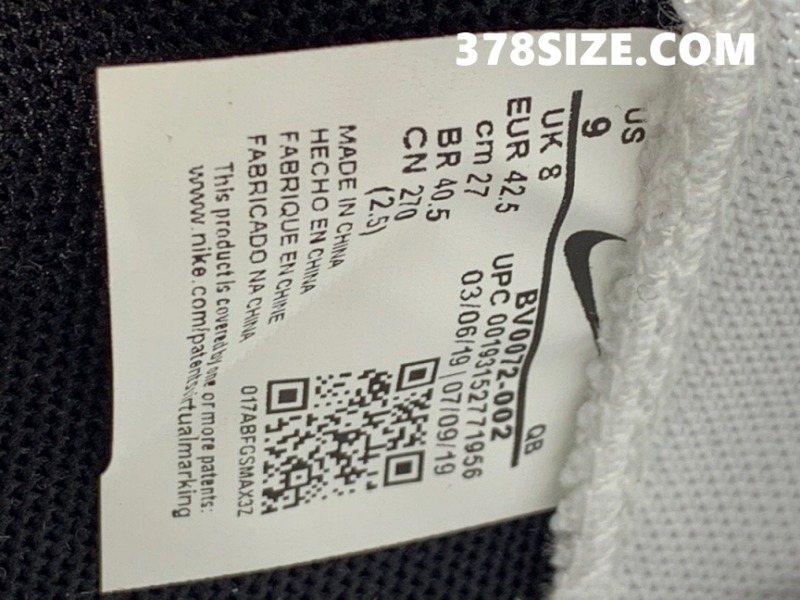 378SIZE.COM
US
9
UK 8
EUR 42.5
cm 27
BR 40.5
CN 270
(2.5)
QB
BV0072-002
UPC 00193152771956
03/06/19 07/09/19
MADE IN CHINA
HECHO EN CHINA
FABRIQUE EN CHINE
FABRICADO NA CHINA
017ABFGSMAX3Z
This product is covered by one or more patents:
www.nike.com/patentsvirtualmarking